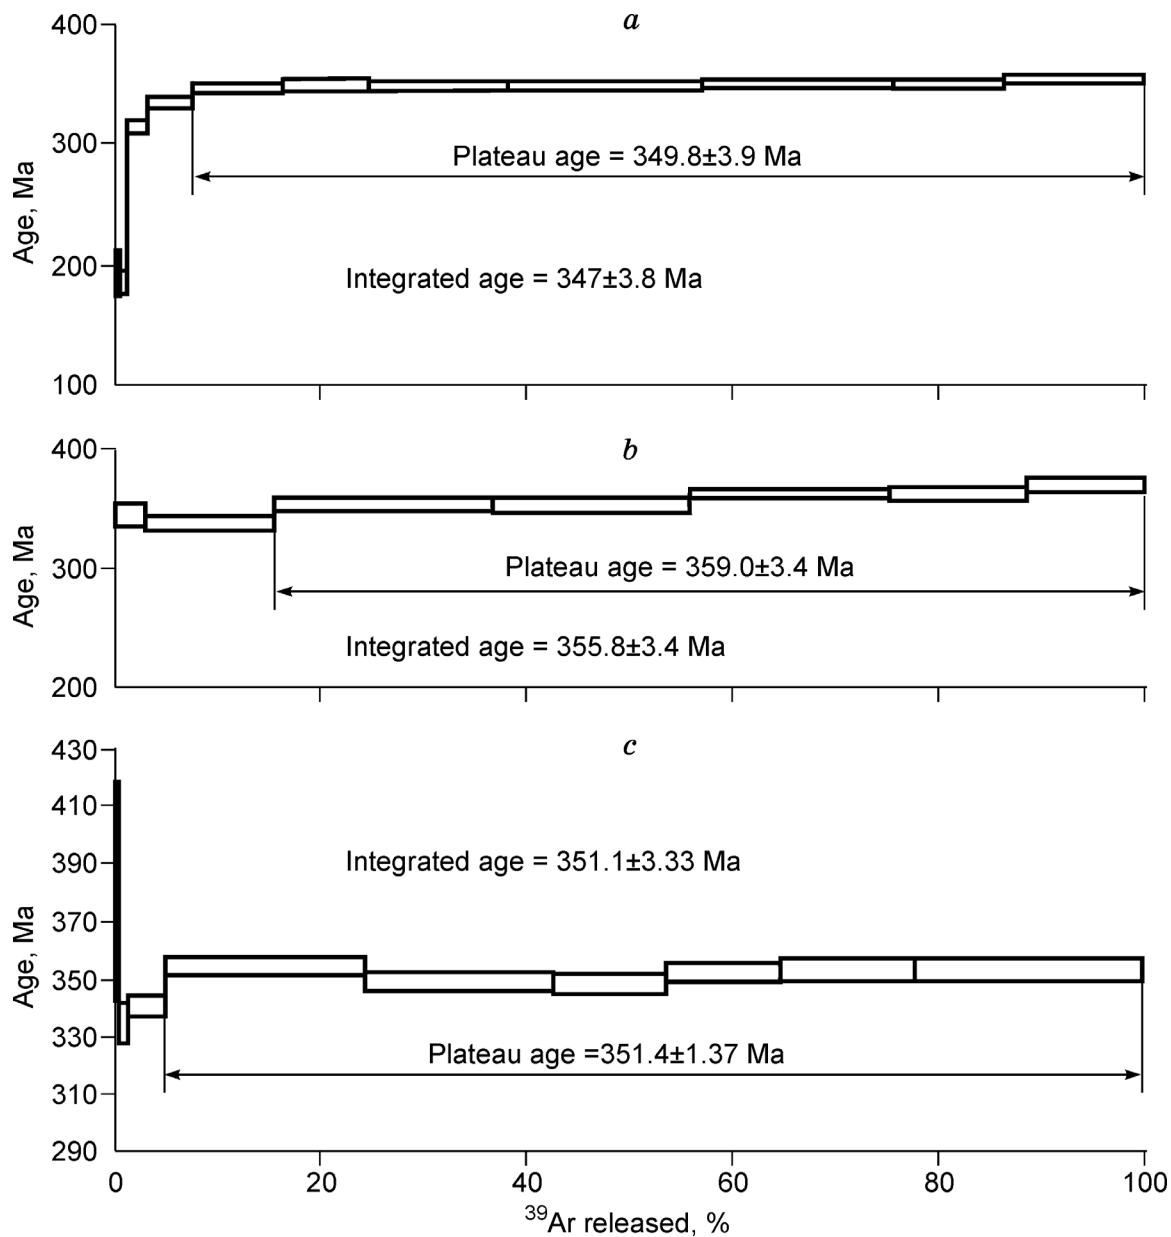 a
400
300
200
100
Age, Ma
Plateau age = 349.8±3.9 Ma
Integrated age = 347±3.8 Ma
b
400
300
200
Age, Ma
Plateau age = 359.0±3.4 Ma
Integrated age = 355.8±3.4 Ma
c
430
410
390
370
350
330
310
290
Age, Ma
Integrated age = 351.1±3.33 Ma
Plateau age =351.4±1.37 Ma
0 20 40 60 80 100
³⁹Ar released, %